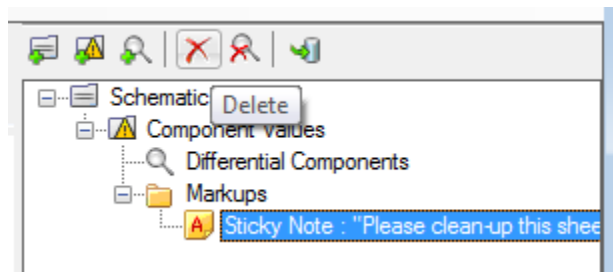 Schematic
Delete
Component Values
Differential Components
Markups
Sticky Note : "Please clean-up this shee